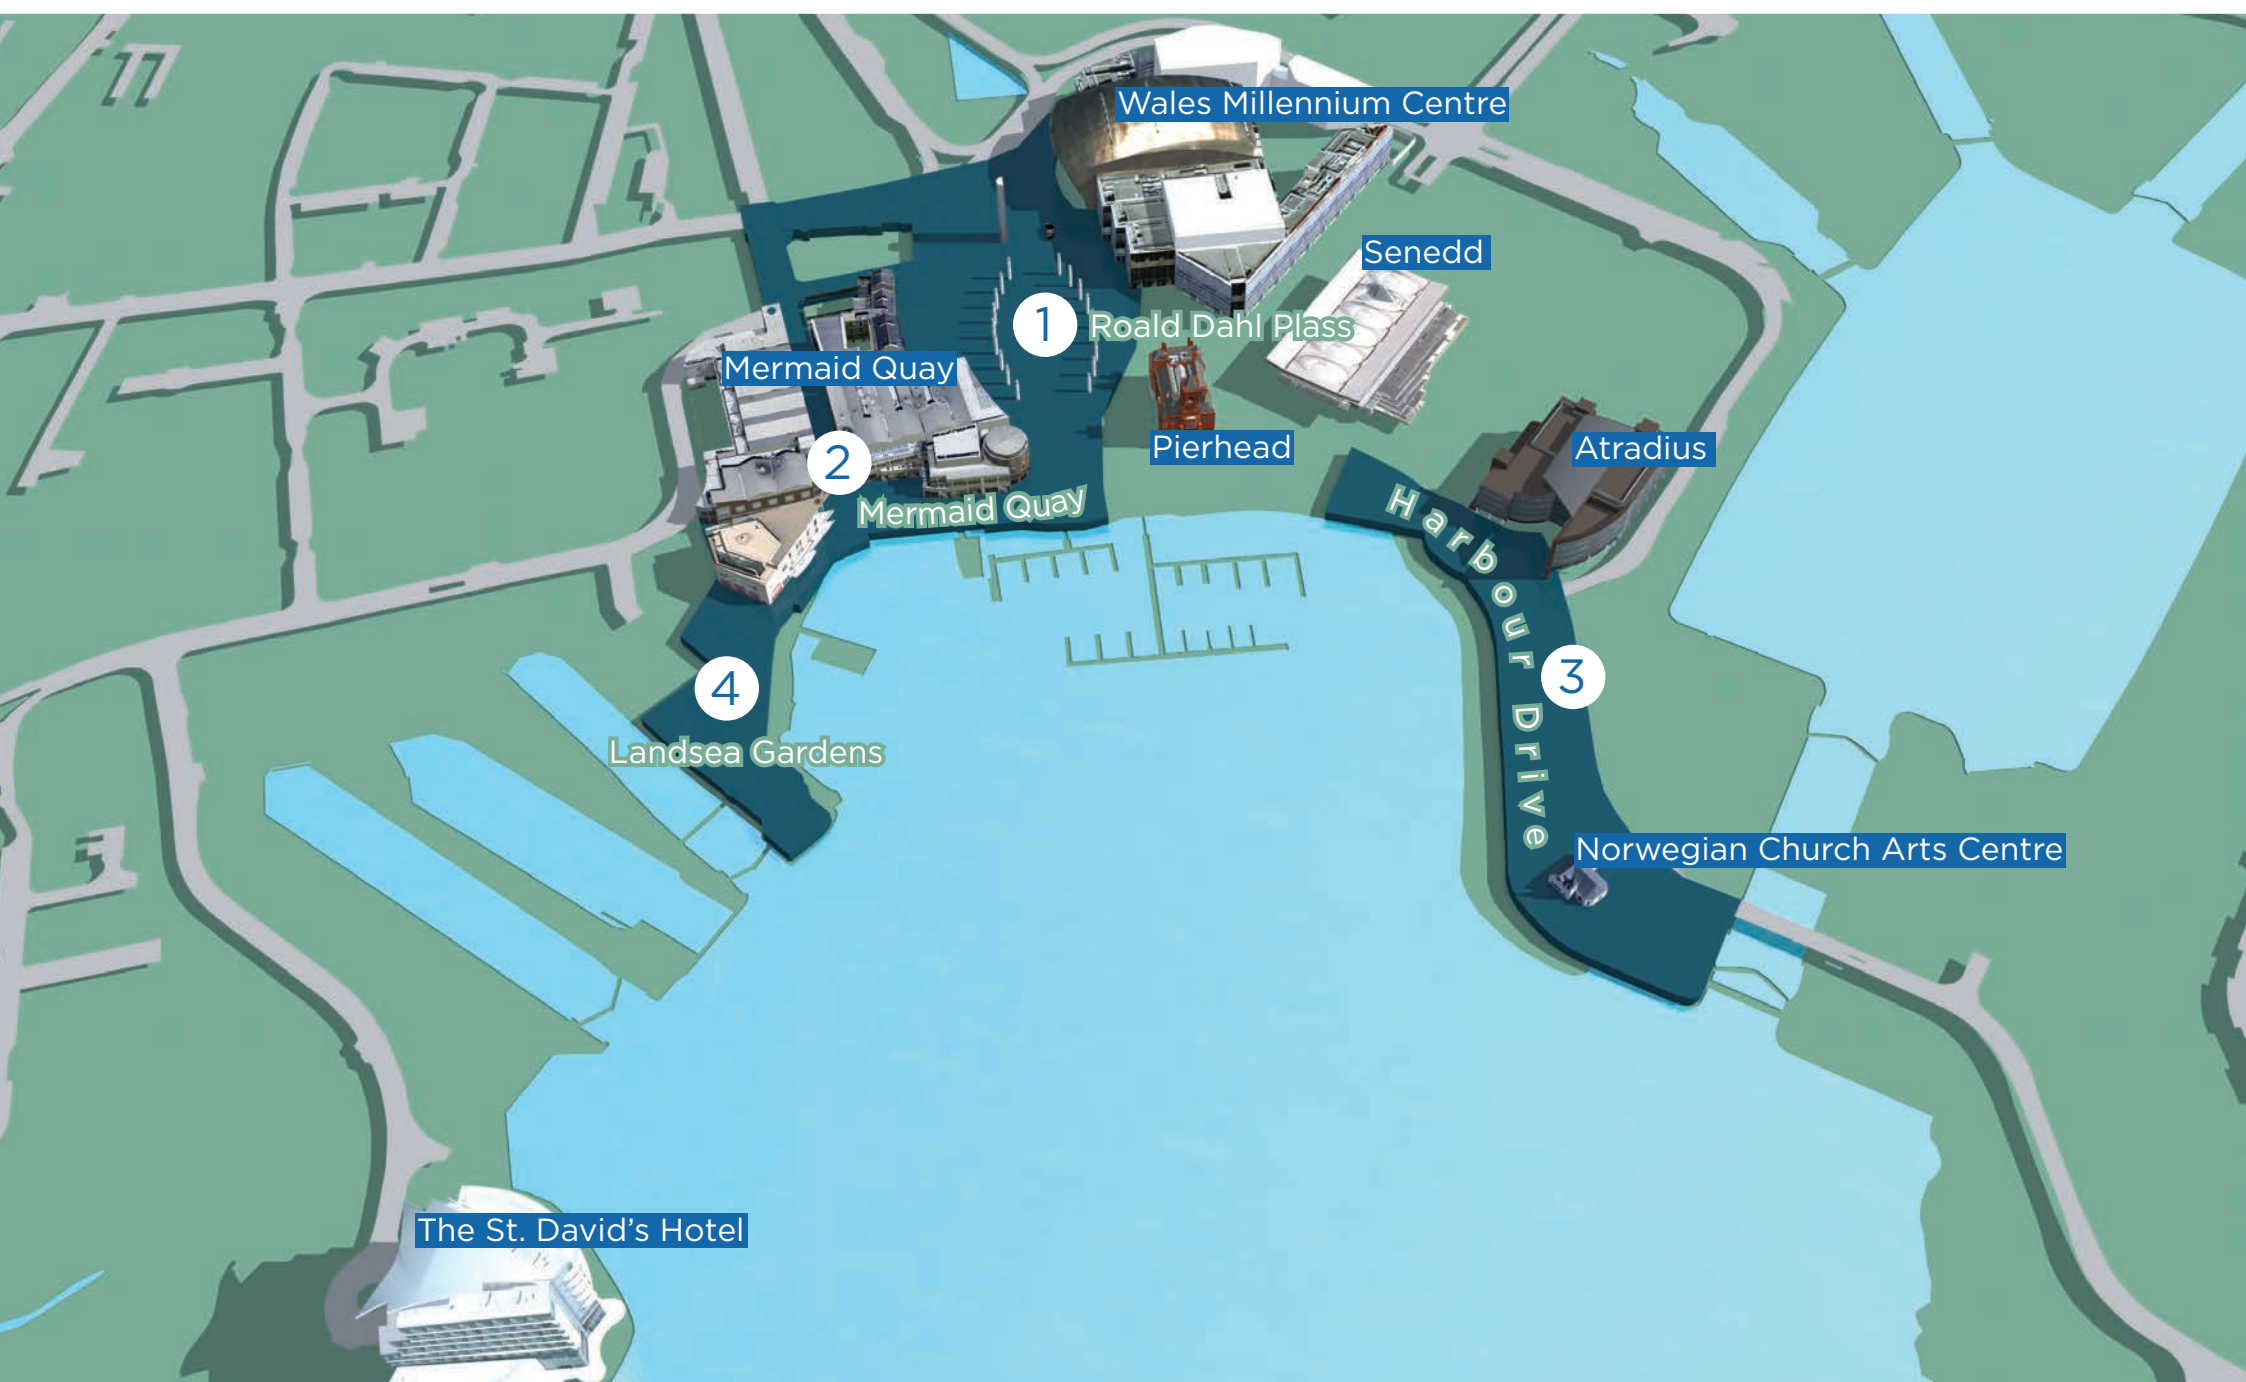 Wales Millennium Centre
Senedd
1
Roald Dahl Plass
Mermaid Quay
Pierhead
Atradius
2
Mermaid Quay
Harbour Drive
3
4
Landsea Gardens
Norwegian Church Arts Centre
The St. David’s Hotel